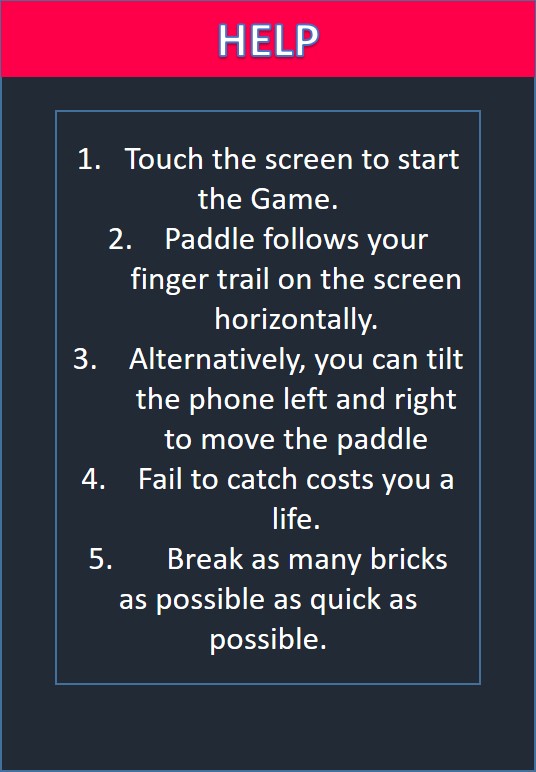 HELP
1. Touch the screen to start
the Game.
2. Paddle follows your
finger trail on the screen
horizontally.
3. Alternatively, you can tilt
the phone left and right
to move the paddle
4. Fail to catch costs you a
life.
5. Break as many bricks
as possible as quick as
possible.